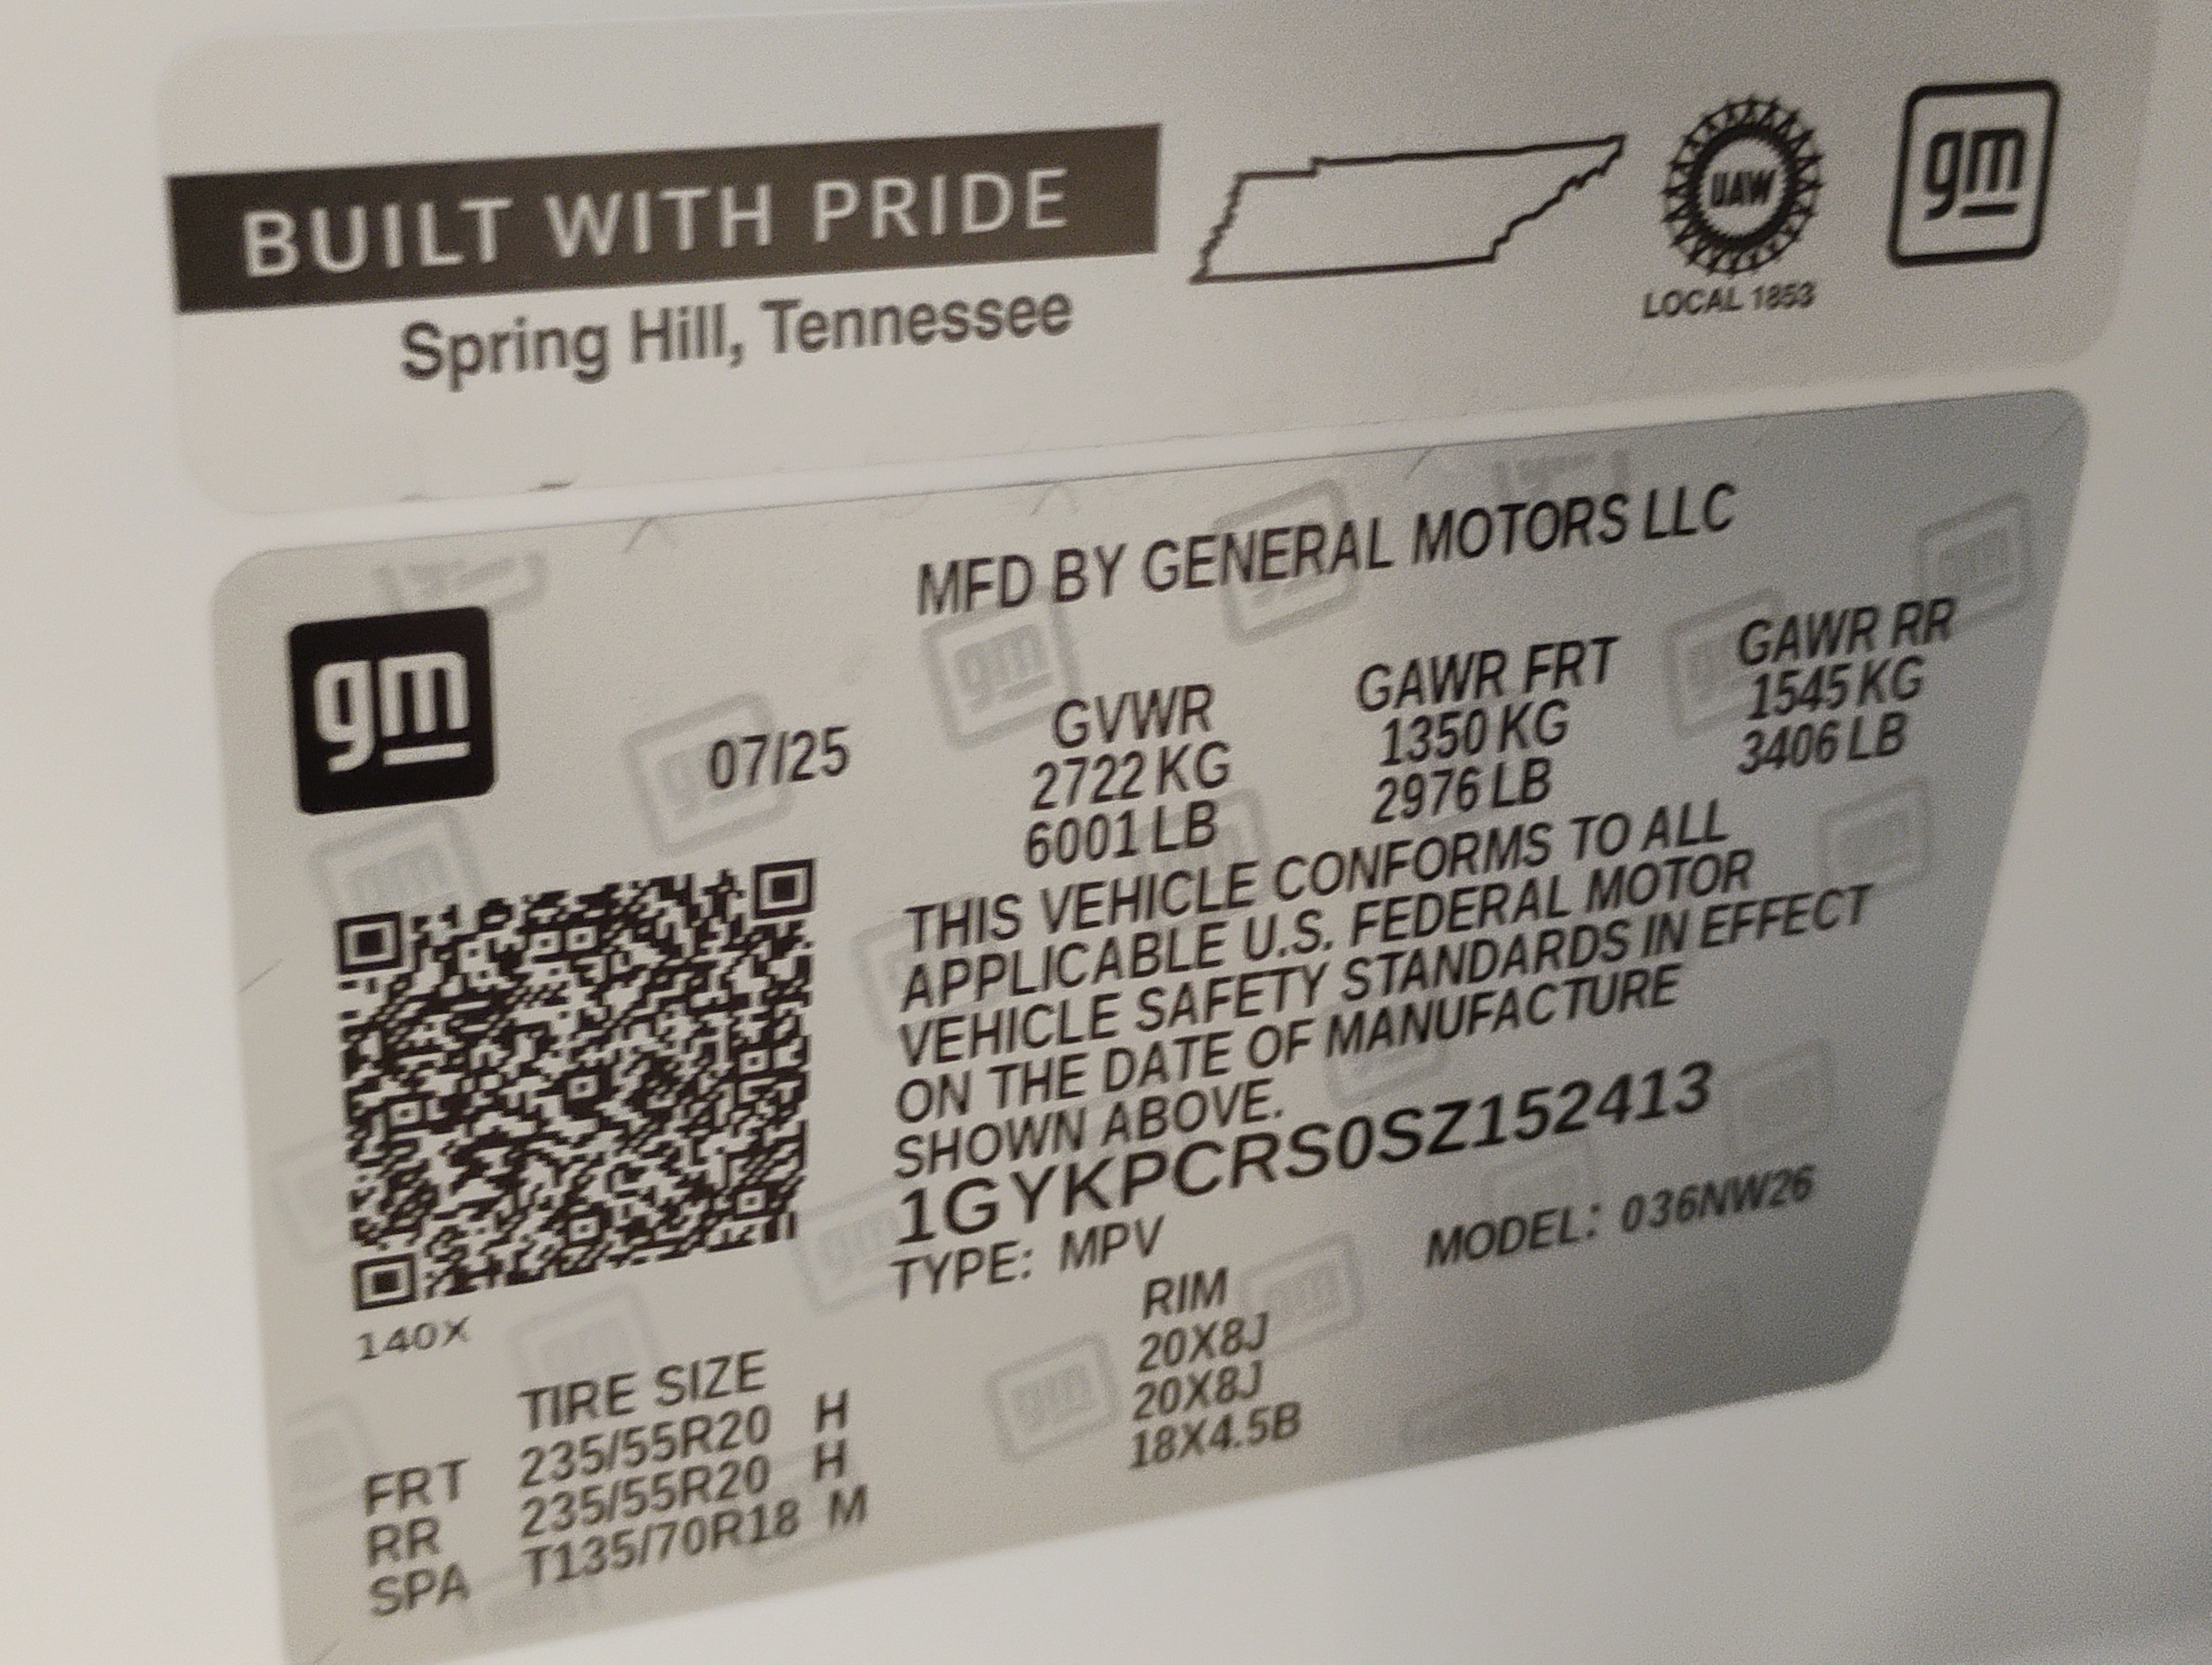 BUILT WITH PRIDE
Spring Hill, Tennessee
UAW
LOCAL 1853
gm
MFD BY GENERAL MOTORS LLC
gm
07/25
GVWR GAWR FRT GAWR RR
2722 KG 1350 KG 1545 KG
6001 LB 2976 LB 3406 LB
THIS VEHICLE CONFORMS TO ALL
APPLICABLE U.S. FEDERAL MOTOR
VEHICLE SAFETY STANDARDS IN EFFECT
ON THE DATE OF MANUFACTURE
SHOWN ABOVE.
1GYKPCRS0SZ152413
TYPE: MPV MODEL: 036NW26
140X
TIRE SIZE RIM
FRT 235/55R20 H 20X8J
RR 235/55R20 H 20X8J
SPA T135/70R18 M 18X4.5B